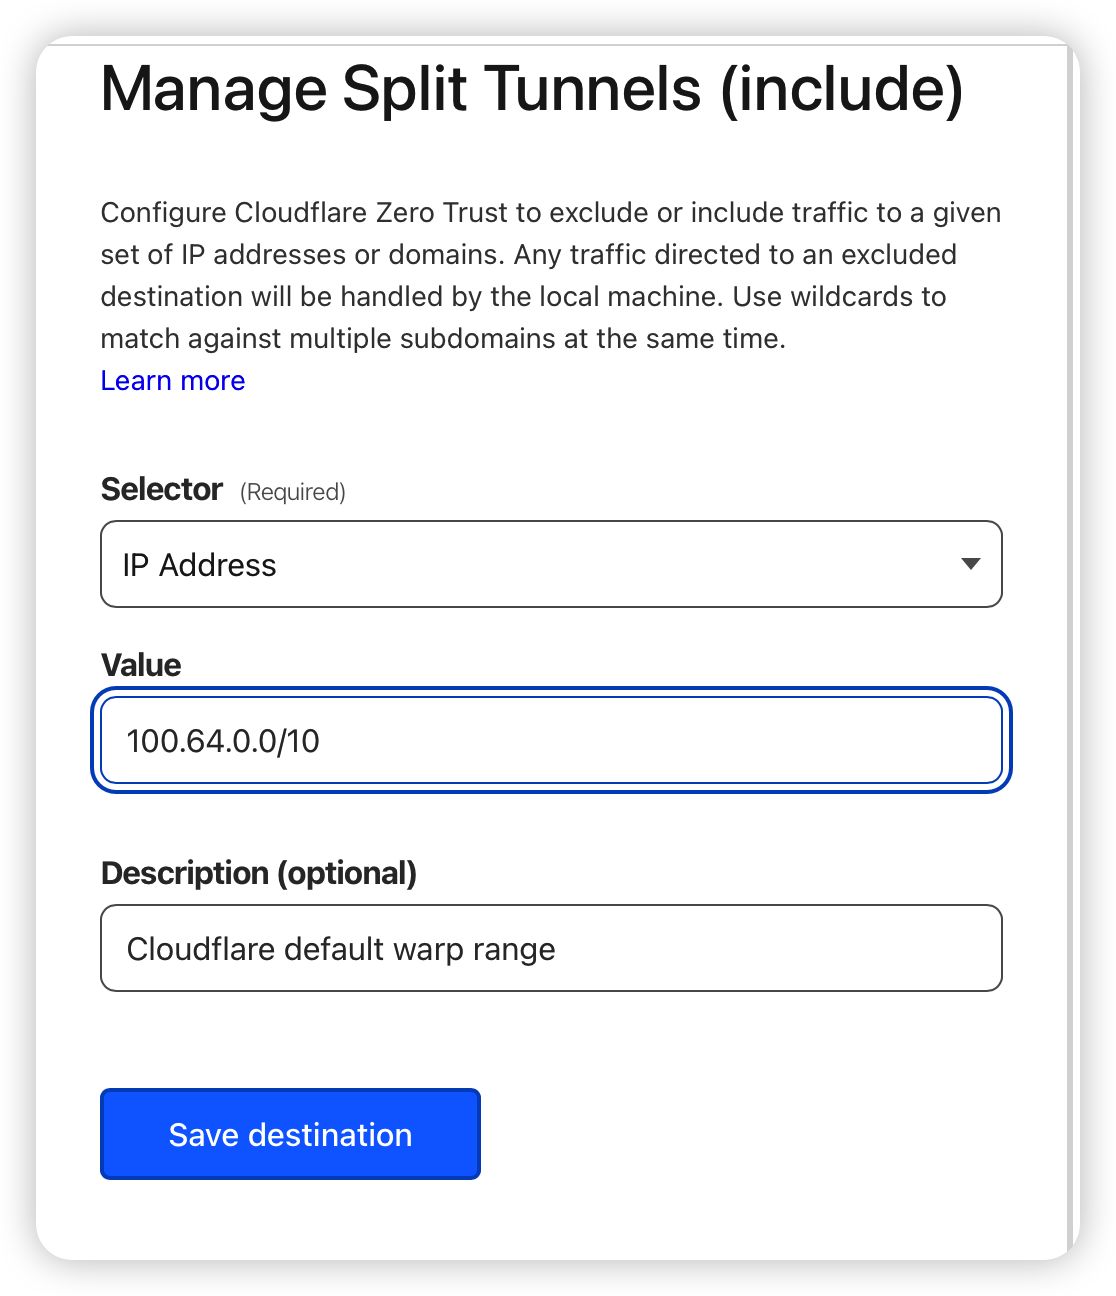 Manage Split Tunnels (include)
Configure Cloudflare Zero Trust to exclude or include traffic to a given
set of IP addresses or domains. Any traffic directed to an excluded
destination will be handled by the local machine. Use wildcards to
match against multiple subdomains at the same time.
Learn more
Selector (Required)
IP Address
Value
100.64.0.0/10
Description (optional)
Cloudflare default warp range
Save destination